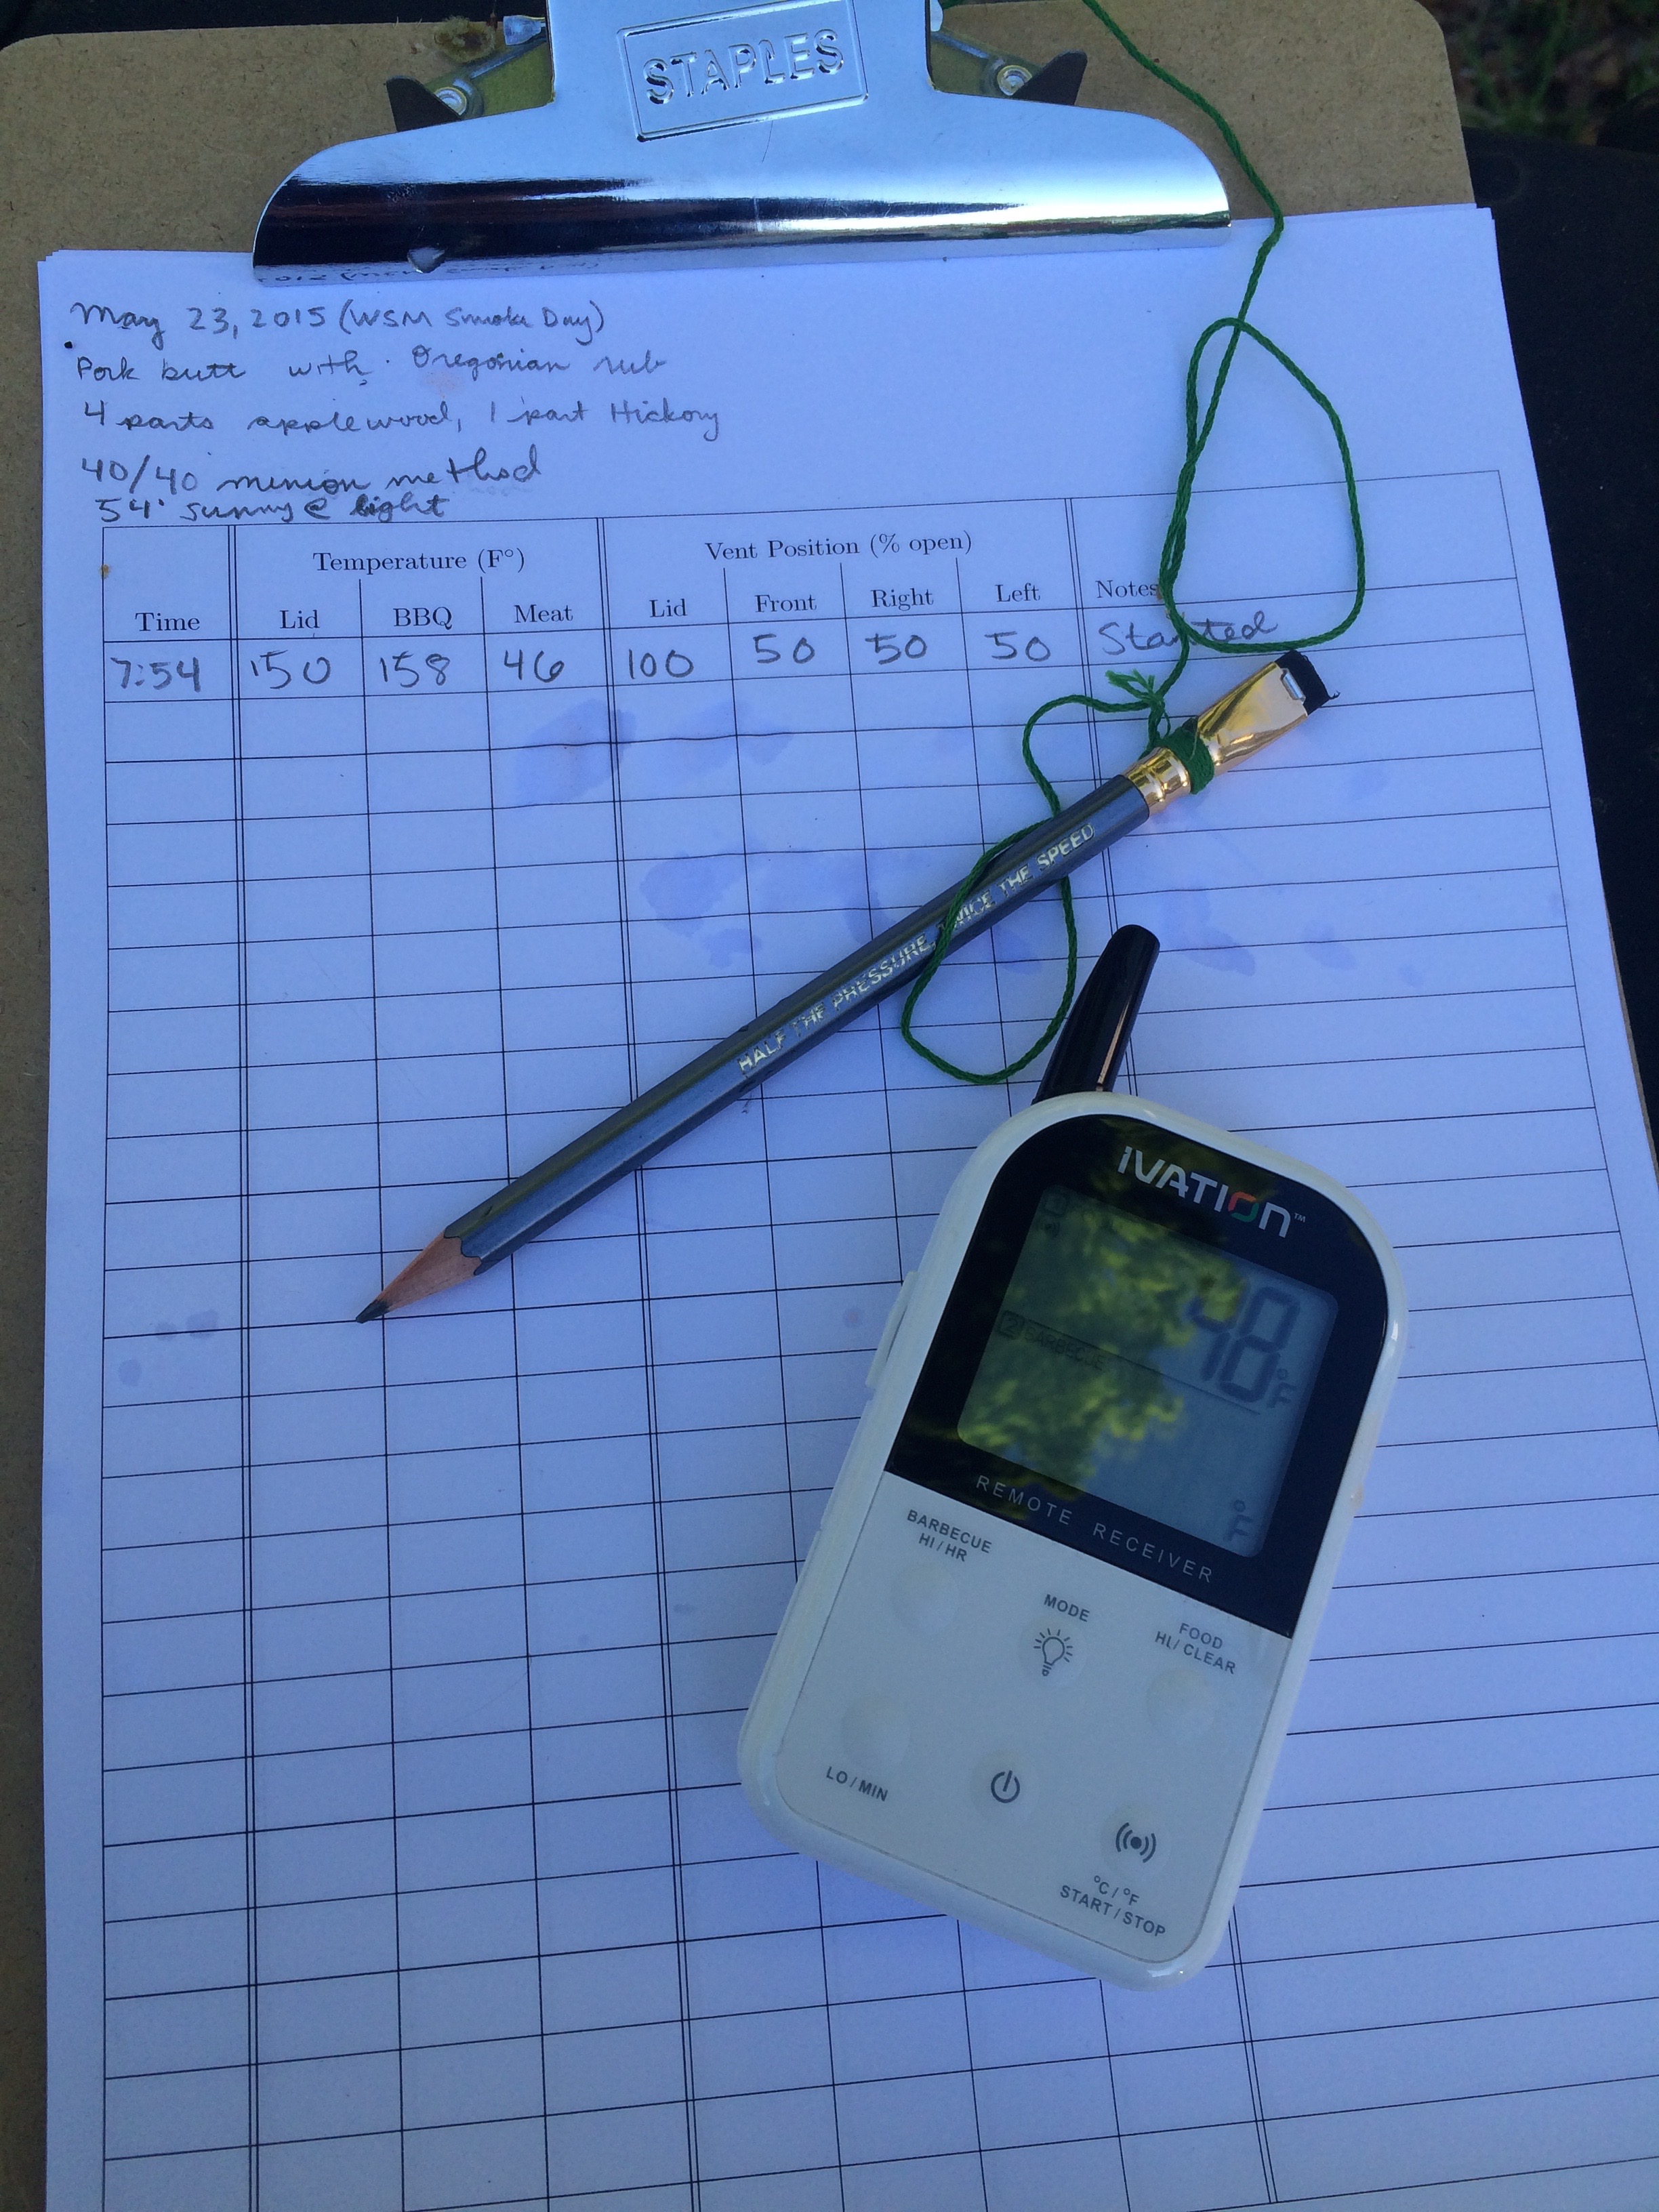 STAPLES
May 23, 2015 (WSM Smoke Day)
Pork butt with Oregonian rub
4 parts applewood, 1 part Hickory
40/40 minion method
54° sunny @ light
Temperature (F°) Vent Position (% open)
Time Lid BBQ Meat Lid Front Right Left Notes
7:54 150 158 46 100 50 50 50 Started
HALF THE PRESSURE, TWICE THE SPEED
IVATION™
°F
2 BARBECUE
°F
REMOTE RECEIVER
BARBECUE
HI/HR
MODE
FOOD
HI/CLEAR
LO/MIN
°C/°F
START/STOP